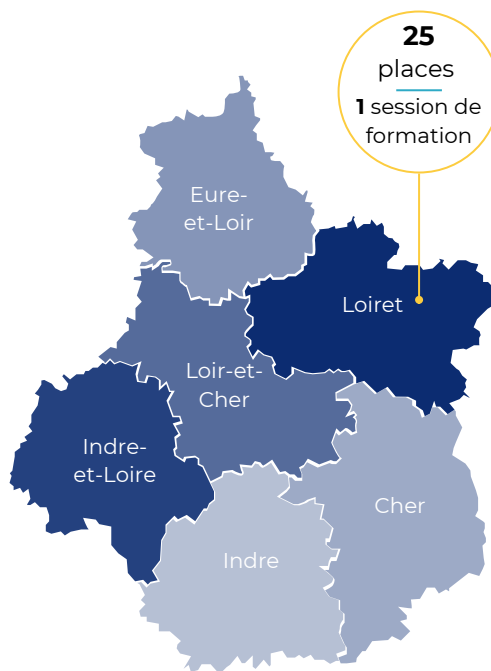 25
places
1 session de
formation
Eure-
et-Loir
Loiret
Loir-et-
Cher
Indre-
et-Loire
Cher
Indre